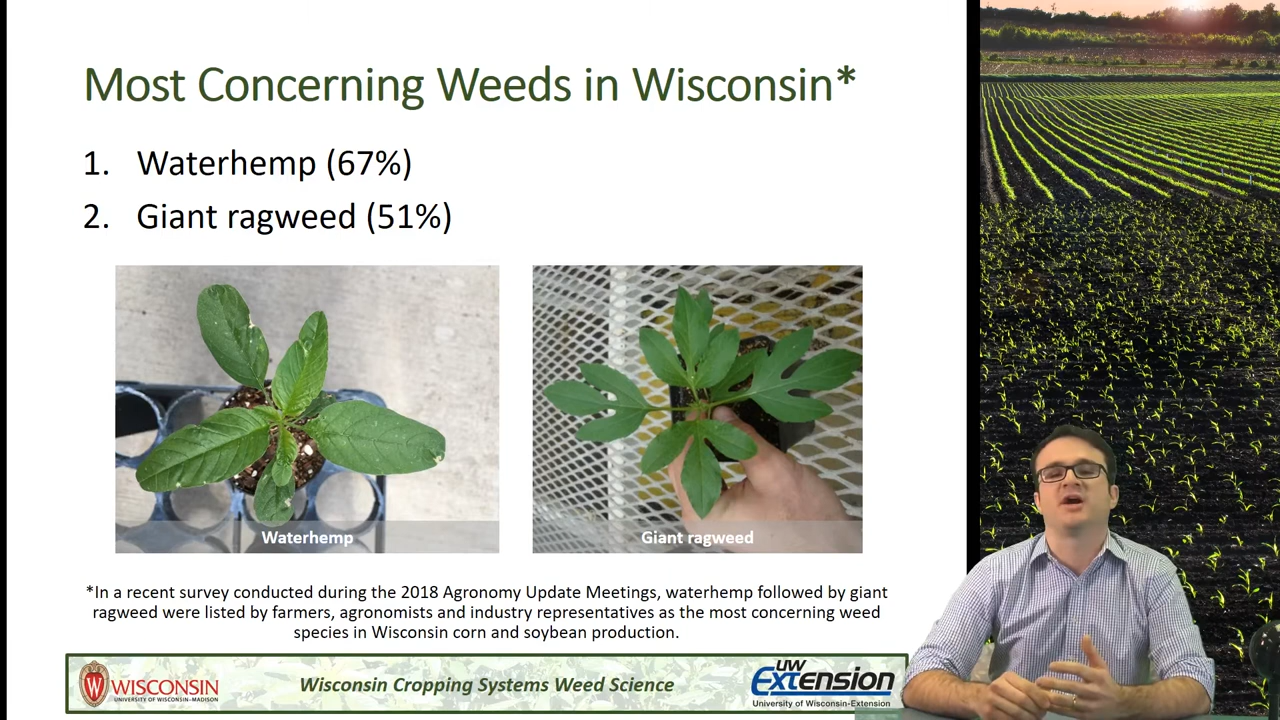 Most Concerning Weeds in Wisconsin*
1. Waterhemp (67%)
2. Giant ragweed (51%)
Waterhemp
Giant ragweed
*In a recent survey conducted during the 2018 Agronomy Update Meetings, waterhemp followed by giant
ragweed were listed by farmers, agronomists and industry representatives as the most concerning weed
species in Wisconsin corn and soybean production.
W WISCONSIN
UNIVERSITY OF WISCONSIN–MADISON
Wisconsin Cropping Systems Weed Science
UW
Extension
University of Wisconsin-Extension